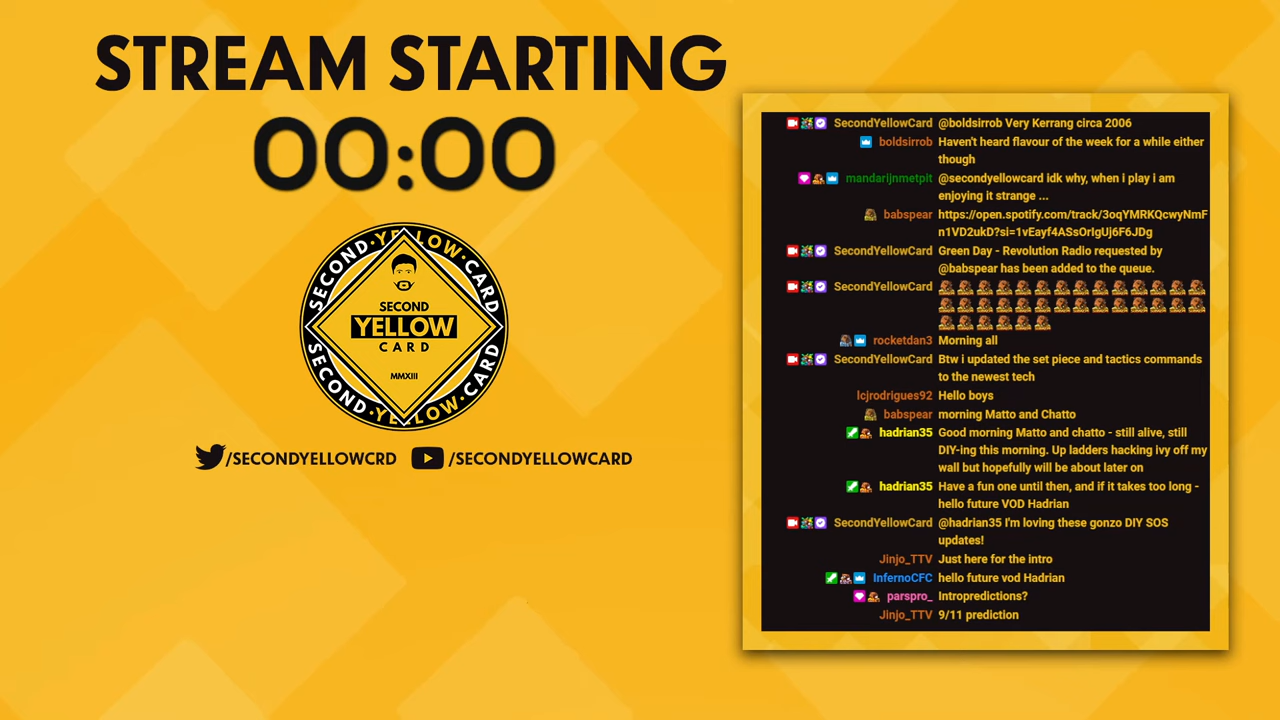 STREAM STARTING
00:00
SECOND·YELLOW·CARD
SECOND
YELLOW
CARD
MMXIII
SECOND·YELLOW·CARD
/SECONDYELLOWCRD /SECONDYELLOWCARD
SecondYellowCard @boldsirrob Very Kerrang circa 2006
boldsirrob Haven't heard flavour of the week for a while either
though
mandarijnmetpit @secondyellowcard idk why, when i play i am
enjoying it strange ...
babspear https://open.spotify.com/track/3oqYMRKQcwyNmF
n1VD2ukD?si=1vEayf4ASsOrIgUj6F6JDg
SecondYellowCard Green Day - Revolution Radio requested by
@babspear has been added to the queue.
SecondYellowCard
rocketdan3 Morning all
SecondYellowCard Btw i updated the set piece and tactics commands
to the newest tech
lcjrodrigues92 Hello boys
babspear morning Matto and Chatto
hadrian35 Good morning Matto and chatto - still alive, still
DIY-ing this morning. Up ladders hacking ivy off my
wall but hopefully will be about later on
hadrian35 Have a fun one until then, and if it takes too long -
hello future VOD Hadrian
SecondYellowCard @hadrian35 I'm loving these gonzo DIY SOS
updates!
Jinjo_TTV Just here for the intro
InfernoCFC hello future vod Hadrian
parspro_ Intropredictions?
Jinjo_TTV 9/11 prediction